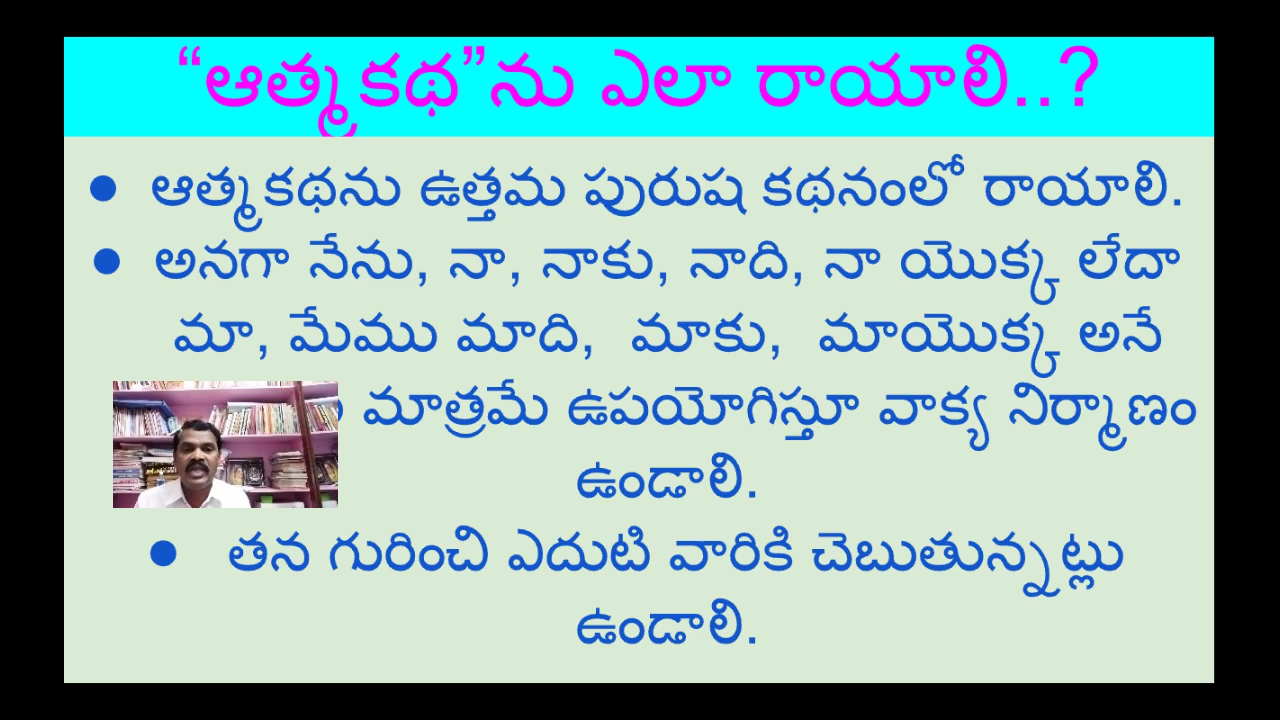 “ఆత్మకథ”ను ఎలా రాయాలి..?
● ఆత్మకథను ఉత్తమ పురుష కథనంలో రాయాలి.
● అనగా నేను, నా, నాకు, నాది, నా యొక్క లేదా
మా, మేము మాది, మాకు, మాయొక్క అనే
మాత్రమే ఉపయోగిస్తూ వాక్య నిర్మాణం
ఉండాలి.
● తన గురించి ఎదుటి వారికి చెబుతున్నట్లు
ఉండాలి.